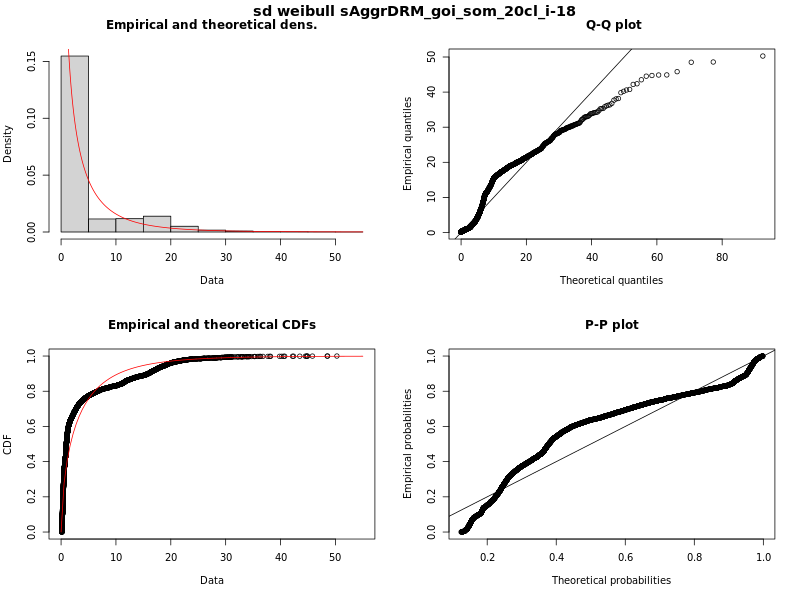 sd weibull sAggrDRM_goi_som_20cl_i-18
Empirical and theoretical dens.
Density
0.00 0.05 0.10 0.15
0 10 20 30 40 50
Data
Q-Q plot
Empirical quantiles
0 10 20 30 40 50
0 20 40 60 80
Theoretical quantiles
Empirical and theoretical CDFs
CDF
0.0 0.2 0.4 0.6 0.8 1.0
0 10 20 30 40 50
Data
P-P plot
Empirical probabilities
0.0 0.2 0.4 0.6 0.8 1.0
0.2 0.4 0.6 0.8 1.0
Theoretical probabilities